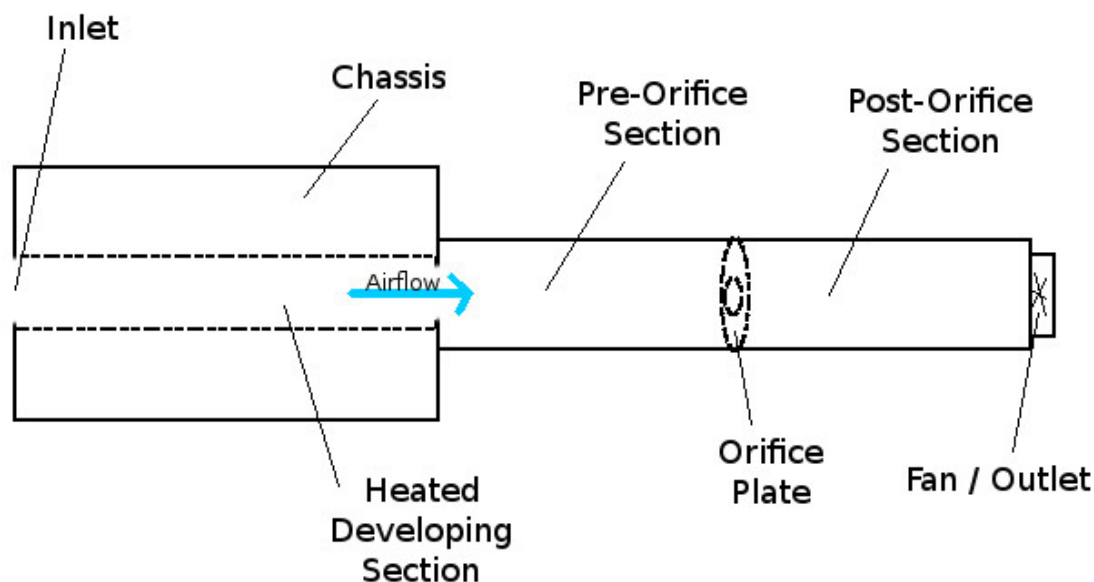 Inlet
Chassis
Pre-Orifice
Section
Post-Orifice
Section
Airflow
Heated
Developing
Section
Orifice
Plate
Fan / Outlet